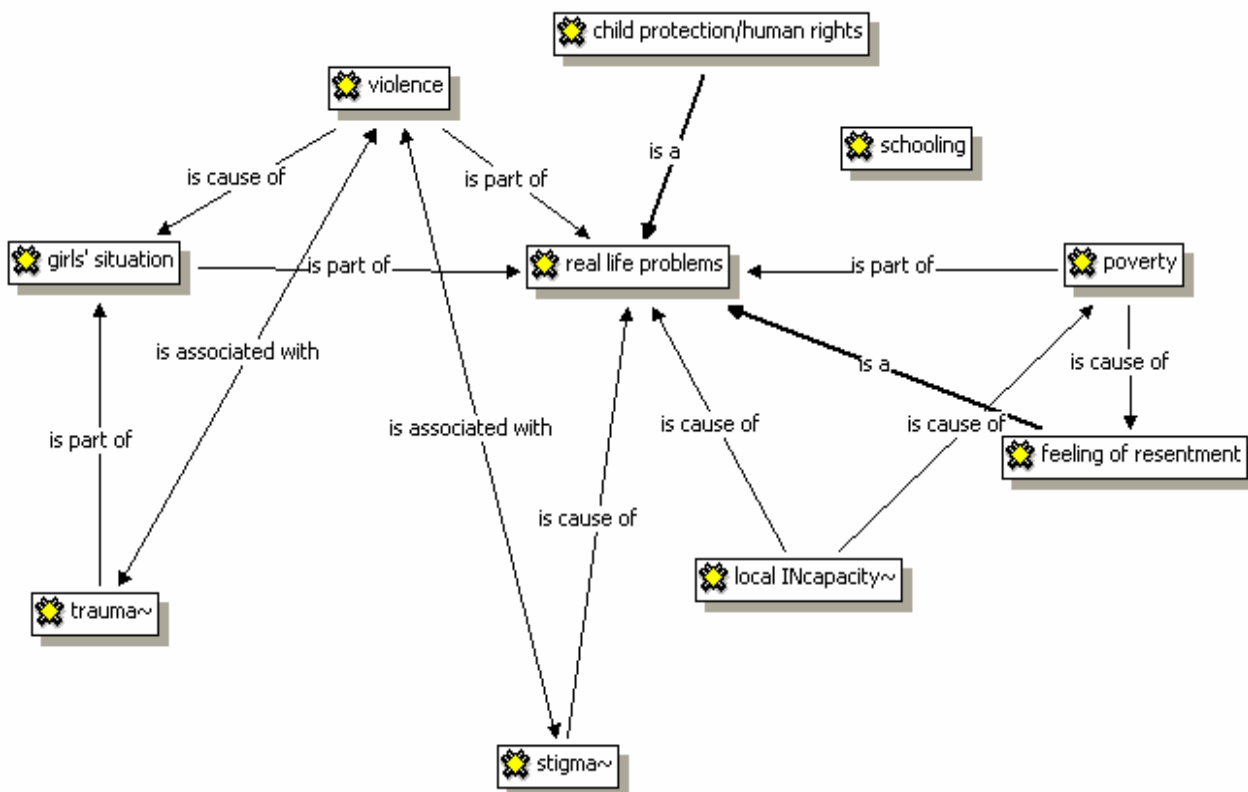 child protection/human rights
violence
schooling
is a
is cause of
is part of
girls' situation
is part of
real life problems
is part of
poverty
is associated with
is a
is cause of
is part of
is associated with
is cause of
is cause of
feeling of resentment
is cause of
local INcapacity~
trauma~
stigma~